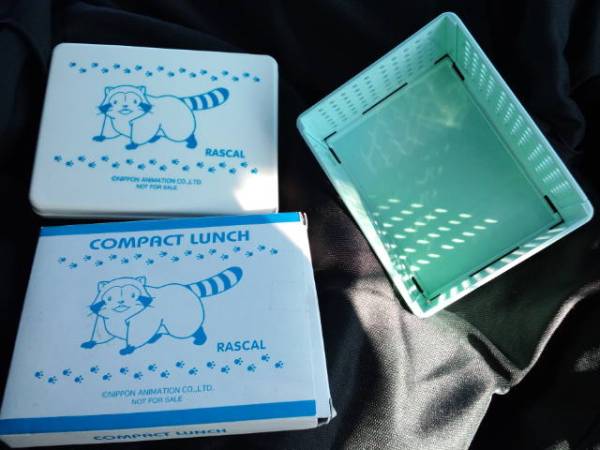 RASCAL
©NIPPON ANIMATION CO.,LTD.
NOT FOR SALE
COMPACT LUNCH
RASCAL
©NIPPON ANIMATION CO.,LTD.
NOT FOR SALE
COMPACT LUNCH